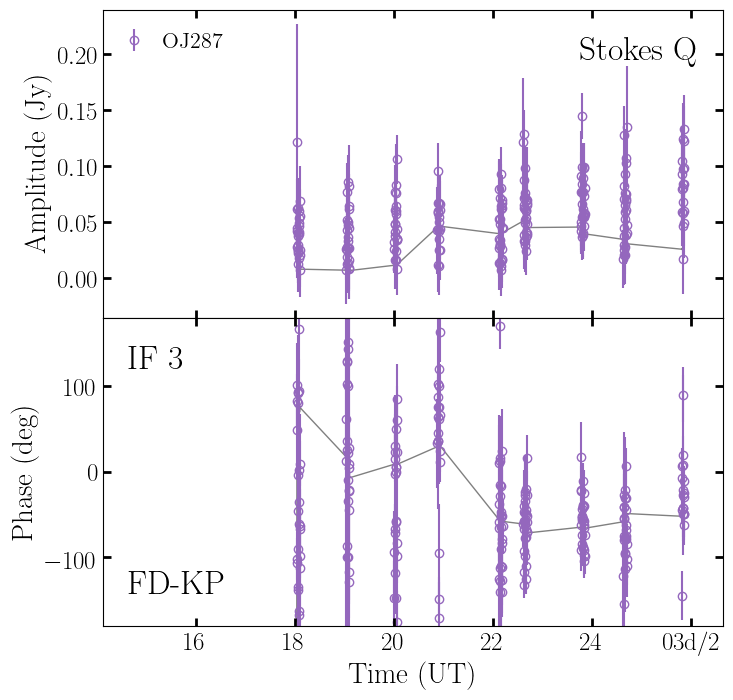 OJ287
Stokes Q
0.20
0.15
0.10
0.05
0.00
Amplitude (Jy)
IF 3
100
0
−100
Phase (deg)
FD-KP
16 18 20 22 24 03d/2
Time (UT)